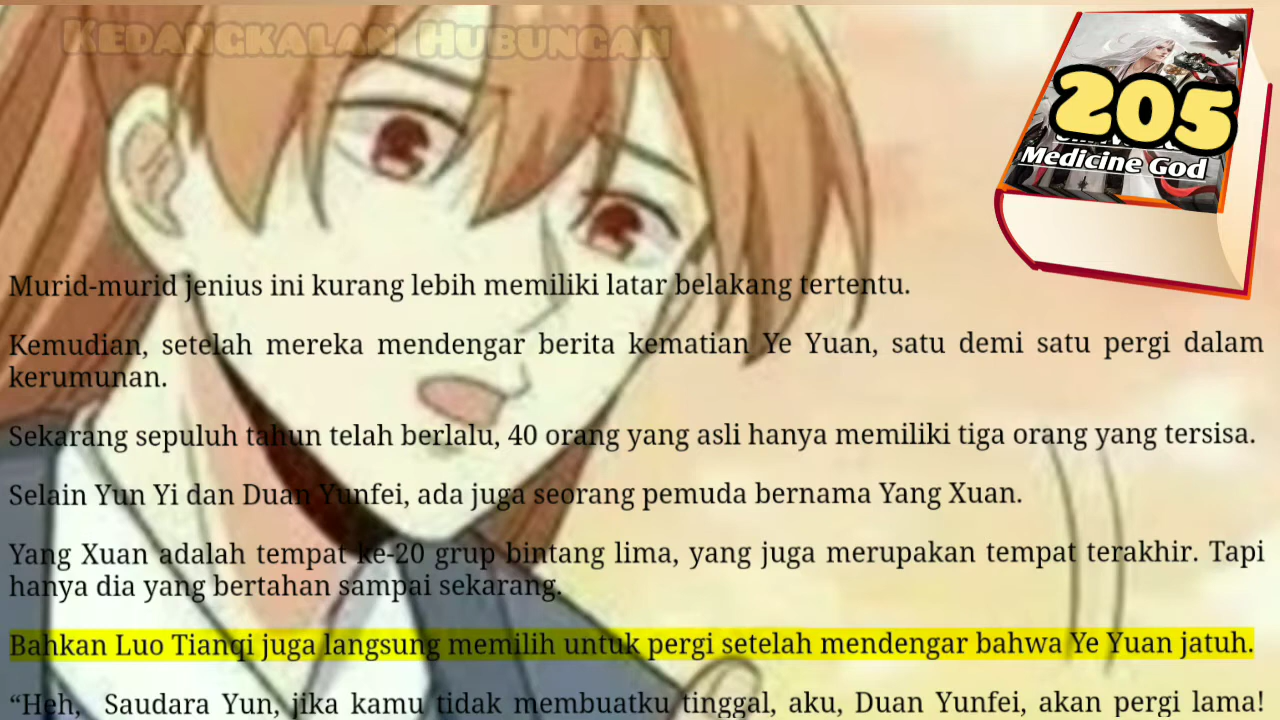 Kedangkalan Hubungan
205
Medicine God
Murid-murid jenius ini kurang lebih memiliki latar belakang tertentu.
Kemudian, setelah mereka mendengar berita kematian Ye Yuan, satu demi satu pergi dalam
kerumunan.
Sekarang sepuluh tahun telah berlalu, 40 orang yang asli hanya memiliki tiga orang yang tersisa.
Selain Yun Yi dan Duan Yunfei, ada juga seorang pemuda bernama Yang Xuan.
Yang Xuan adalah tempat ke-20 grup bintang lima, yang juga merupakan tempat terakhir. Tapi
hanya dia yang bertahan sampai sekarang.
Bahkan Luo Tianqi juga langsung memilih untuk pergi setelah mendengar bahwa Ye Yuan jatuh.
“Heh, Saudara Yun, jika kamu tidak membuatku tinggal, aku, Duan Yunfei, akan pergi lama!